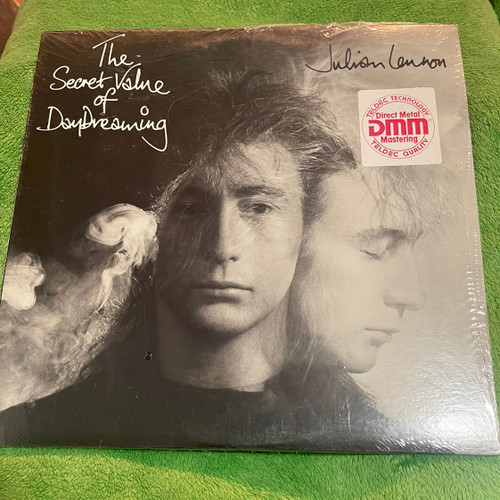 The
Secret Value
of
DayDreaming
Julian Lennon
TELDEC TECHNOLOGY
Direct Metal
DMM
Mastering
TELDEC QUALITY